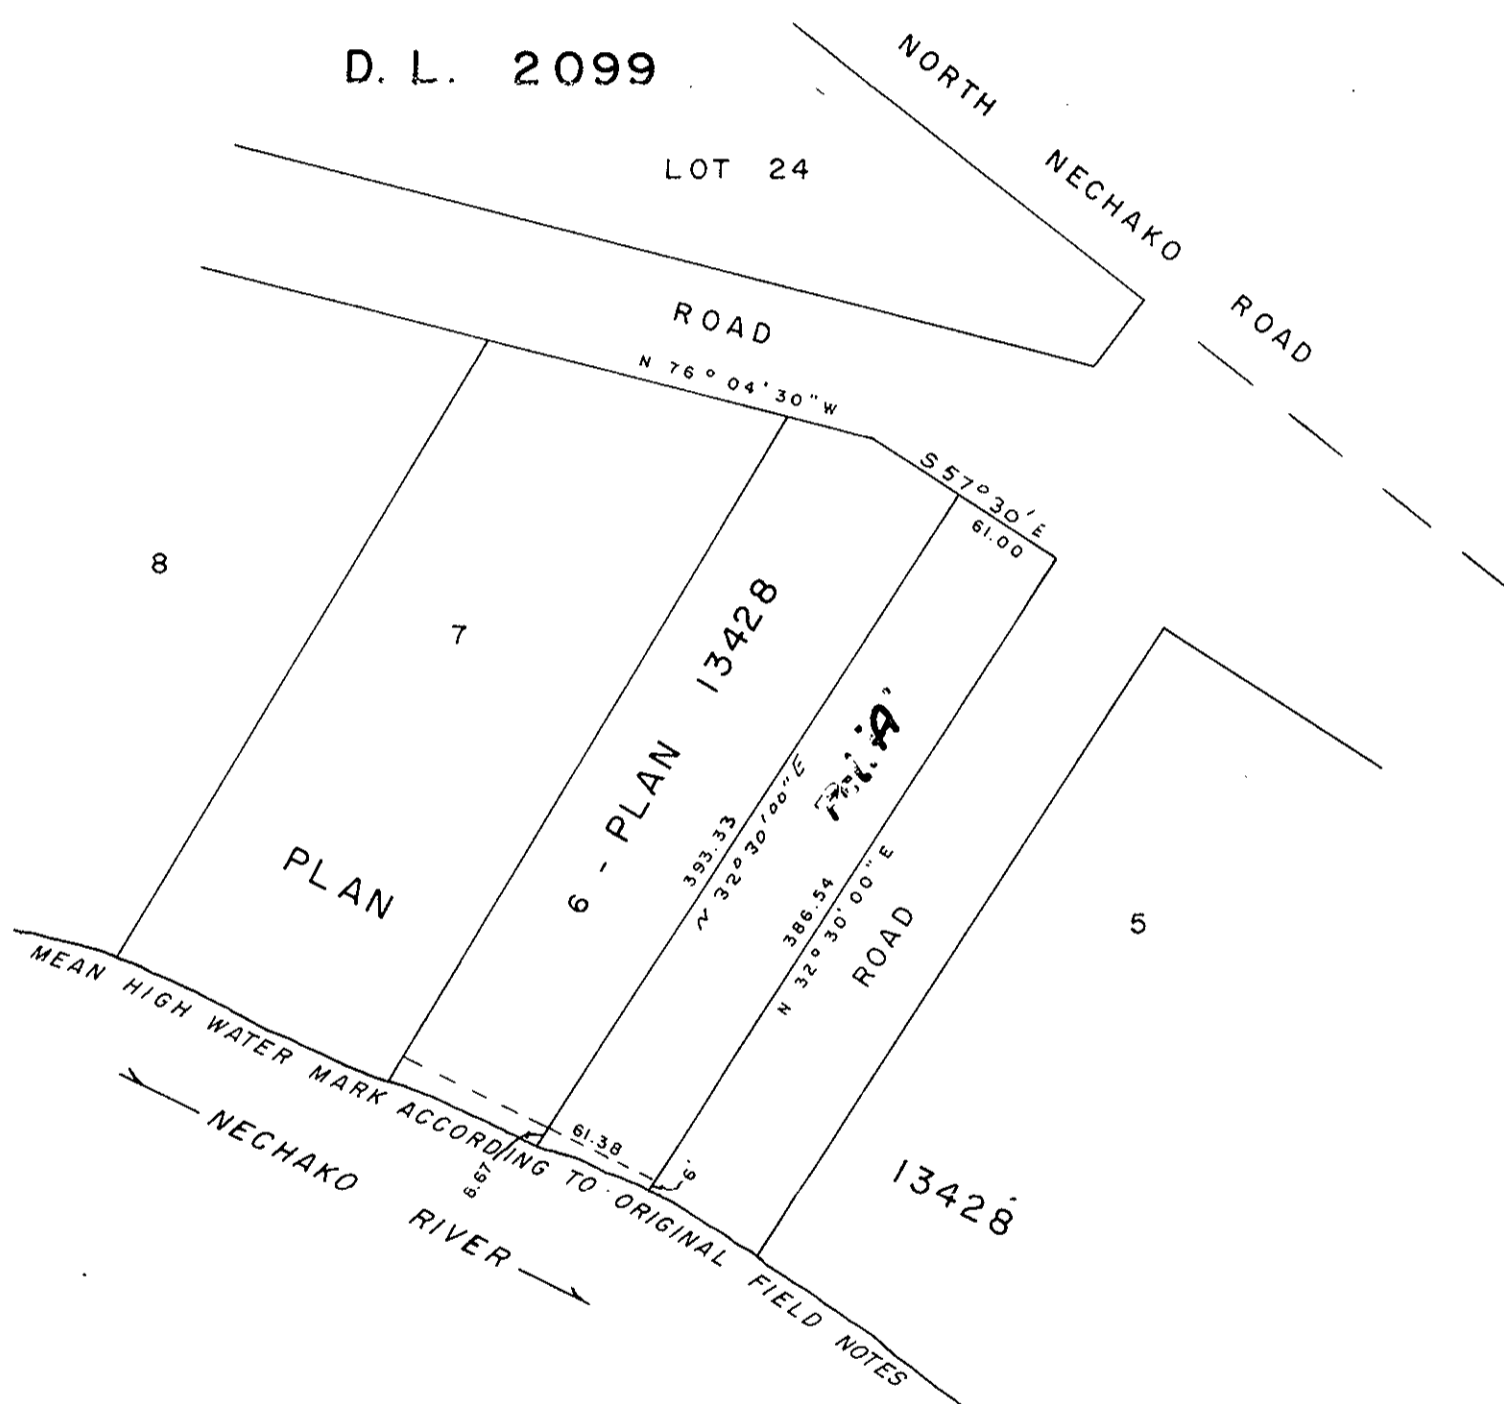 D. L. 2099
NORTH NECHAKO ROAD
LOT 24
ROAD
N 76° 04' 30" W
S 57° 30' E
61.00
8
7
6 - PLAN 13428
393.33
N 32° 30' 00" E
"A"
386.54
N 32° 30' 00" E
ROAD
5
PLAN
13428
MEAN HIGH WATER MARK ACCORDING TO ORIGINAL FIELD NOTES
61.38
6'
NECHAKO RIVER